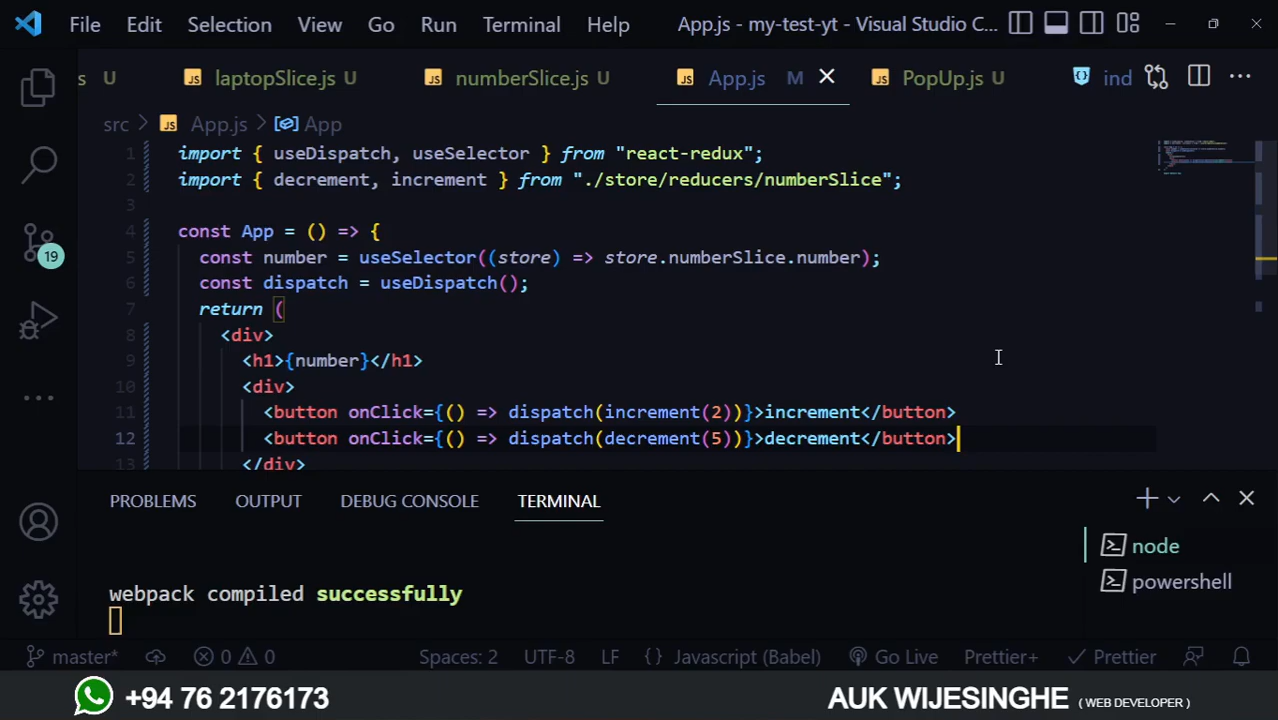 File Edit Selection View Go Run Terminal Help App.js - my-test-yt - Visual Studio C...
s U JS laptopSlice.js U JS numberSlice.js U JS App.js M JS PopUp.js U ind
src > JS App.js > App
1 import { useDispatch, useSelector } from "react-redux";
2 import { decrement, increment } from "./store/reducers/numberSlice";
3
4 const App = () => {
5 const number = useSelector((store) => store.numberSlice.number);
6 const dispatch = useDispatch();
7 return (
8 <div>
9 <h1>{number}</h1>
10 <div>
11 <button onClick={() => dispatch(increment(2))}>increment</button>
12 <button onClick={() => dispatch(decrement(5))}>decrement</button>
13 </div>
19
PROBLEMS OUTPUT DEBUG CONSOLE TERMINAL
node
powershell
webpack compiled successfully
master* 0 0 Spaces: 2 UTF-8 LF {} Javascript (Babel) Go Live Prettier+ Prettier
+94 76 2176173 AUK WIJESINGHE ( WEB DEVELOPER )